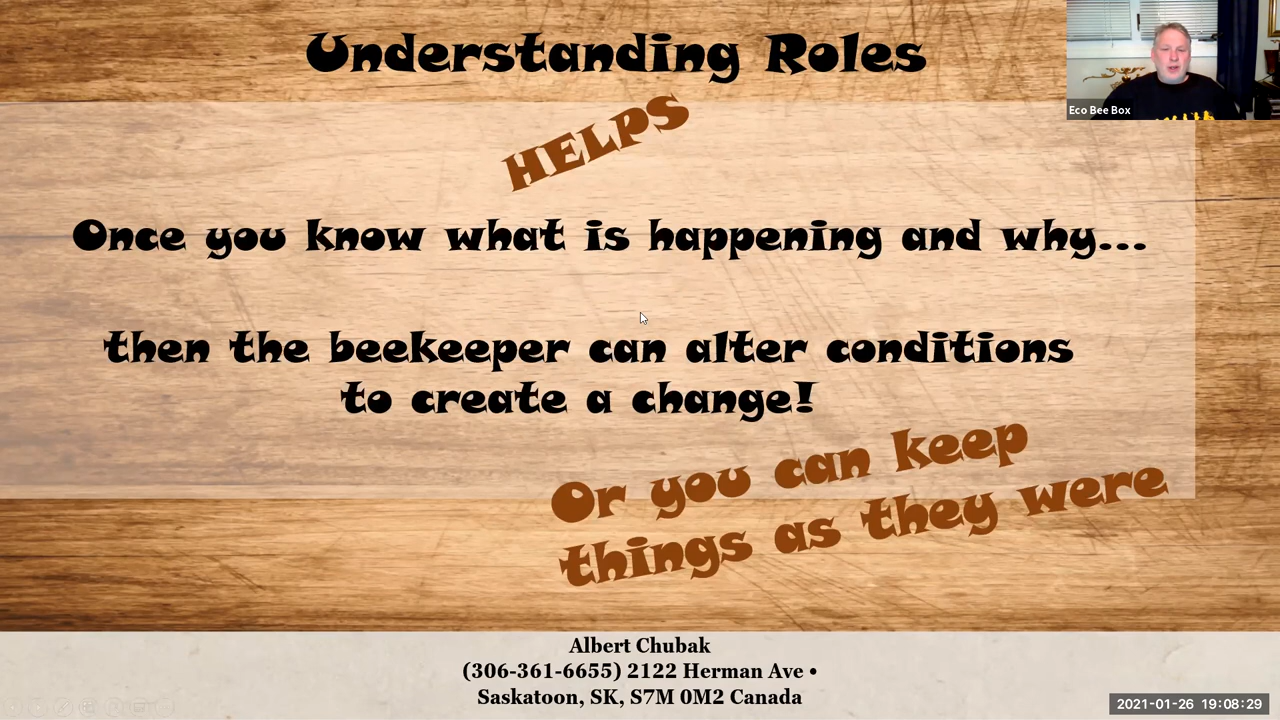 Understanding Roles
HELPS
Eco Bee Box
Once you know what is happening and why...
then the beekeeper can alter conditions
to create a change!
Or you can keep
things as they were
Albert Chubak
(306-361-6655) 2122 Herman Ave •
Saskatoon, SK, S7M 0M2 Canada
2021-01-26 19:08:29